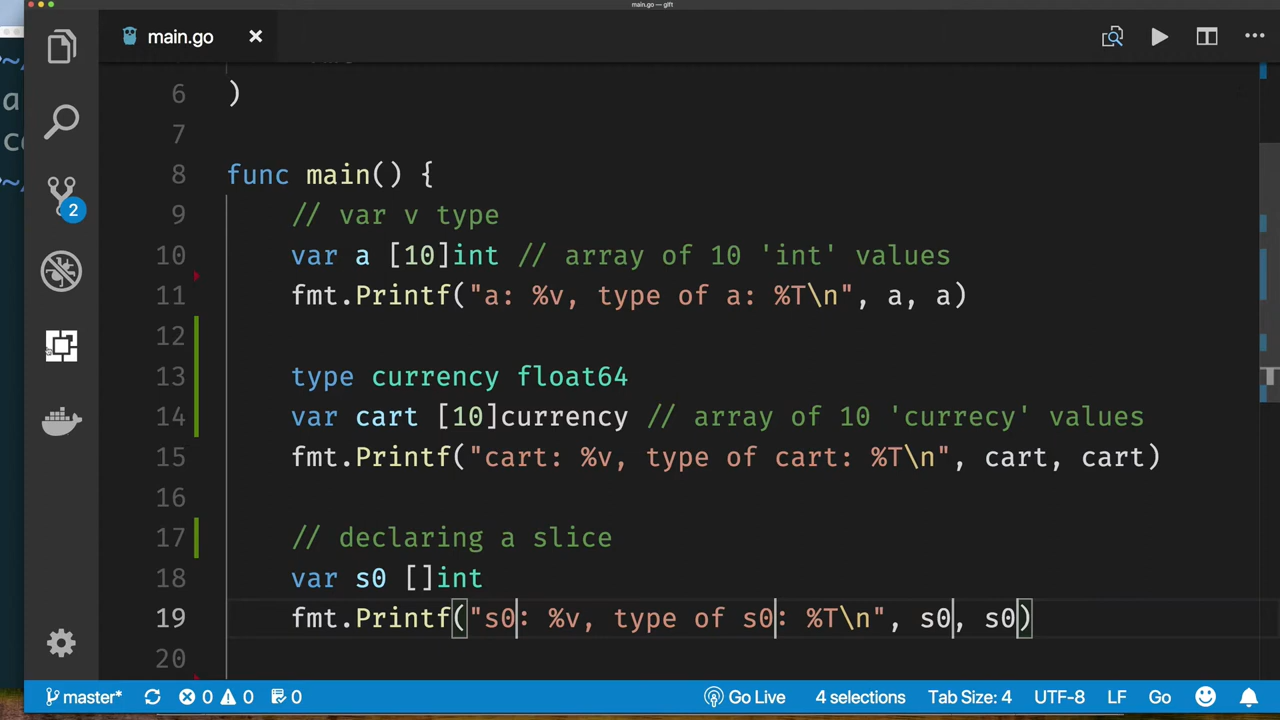 main.go — gift
main.go
6 )
7
8 func main() {
9 // var v type
10 var a [10]int // array of 10 'int' values
11 fmt.Printf("a: %v, type of a: %T\n", a, a)
12
13 type currency float64
14 var cart [10]currency // array of 10 'currecy' values
15 fmt.Printf("cart: %v, type of cart: %T\n", cart, cart)
16
17 // declaring a slice
18 var s0 []int
19 fmt.Printf("s0: %v, type of s0: %T\n", s0, s0)
20
2
a
~/
master* 0 0 0 Go Live 4 selections Tab Size: 4 UTF-8 LF Go